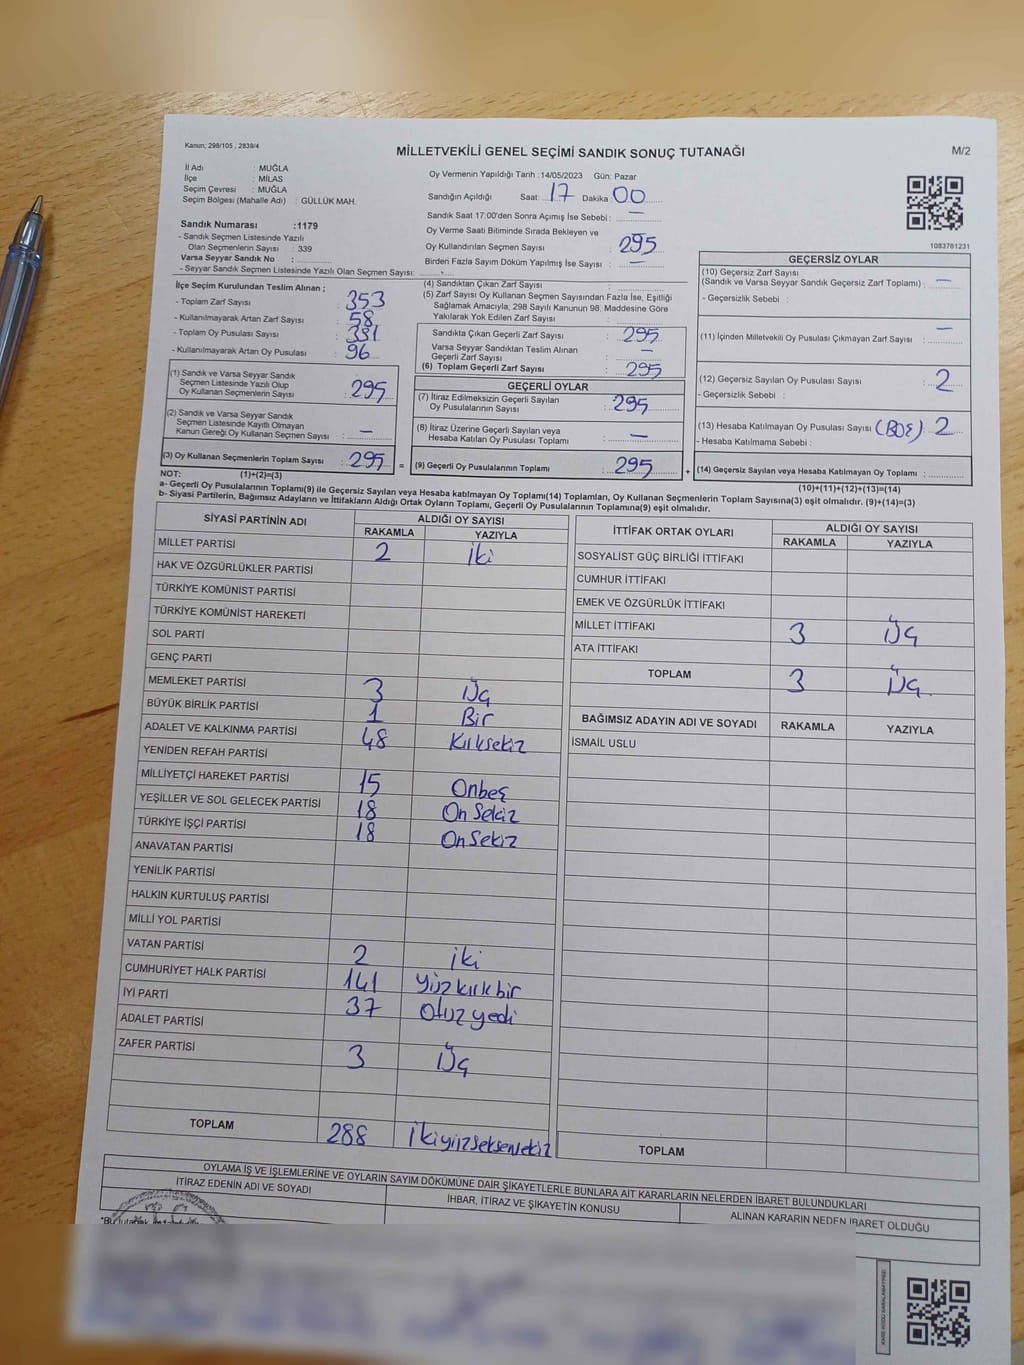 Kanun; 298/105 , 2839/4
MİLLETVEKİLİ GENEL SEÇİMİ SANDIK SONUÇ TUTANAĞI
M/2
İl Adı : MUĞLA
İlçe : MİLAS
Seçim Çevresi : MUĞLA
Seçim Bölgesi (Mahalle Adı) : GÜLLÜK MAH.
Sandık Numarası :1179
- Sandık Seçmen Listesinde Yazılı
Olan Seçmenlerin Sayısı : 339
Varsa Seyyar Sandık No :
- Seyyar Sandık Seçmen Listesinde Yazılı Olan Seçmen Sayısı:
Oy Vermenin Yapıldığı Tarih :14/05/2023 Gün: Pazar
Sandığın Açıldığı Saat: 17 Dakika: 00
Sandık Saat 17:00'den Sonra Açımış İse Sebebi : —
Oy Verme Saati Bitiminde Sırada Bekleyen ve
Oy Kullandırılan Seçmen Sayısı : 295
Birden Fazla Sayım Döküm Yapılmış İse Sayısı : —
1083781231
İlçe Seçim Kurulundan Teslim Alınan ;
- Toplam Zarf Sayısı : 353
- Kullanılmayarak Artan Zarf Sayısı : 58
- Toplam Oy Pusulası Sayısı : 391
- Kullanılmayarak Artan Oy Pusulası : 96
(1) Sandık ve Varsa Seyyar Sandık
Seçmen Listesinde Yazılı Olup
Oy Kullanan Seçmenlerin Sayısı : 295
(2) Sandık ve Varsa Seyyar Sandık
Seçmen Listesinde Kayıtlı Olmayan
Kanun Gereği Oy Kullanan Seçmen Sayısı : —
(3) Oy Kullanan Seçmenlerin Toplam Sayısı : 295 =
(4) Sandıktan Çıkan Zarf Sayısı :
(5) Zarf Sayısı Oy Kullanan Seçmen Sayısından Fazla İse, Eşitliği
Sağlamak Amacıyla; 298 Sayılı Kanunun 98. Maddesine Göre
Yakılarak Yok Edilen Zarf Sayısı :
Sandıkta Çıkan Geçerli Zarf Sayısı : 295
Varsa Seyyar Sandıktan Teslim Alınan
Geçerli Zarf Sayısı : —
(6) Toplam Geçerli Zarf Sayısı : 295
GEÇERLİ OYLAR
(7) İtiraz Edilmeksizin Geçerli Sayılan
Oy Pusulalarının Sayısı : 295
(8) İtiraz Üzerine Geçerli Sayılan veya
Hesaba Katılan Oy Pusulası Toplamı : —
(9) Geçerli Oy Pusulalarının Toplamı : 295 +
GEÇERSİZ OYLAR
(10) Geçersiz Zarf Sayısı
(Sandık ve Varsa Seyyar Sandık Geçersiz Zarf Toplamı) : —
- Geçersizlik Sebebi :
(11) İçinden Milletvekili Oy Pusulası Çıkmayan Zarf Sayısı : —
(12) Geçersiz Sayılan Oy Pusulası Sayısı : 2
- Geçersizlik Sebebi :
(13) Hesaba Katılmayan Oy Pusulası Sayısı (BOŞ) 2
- Hesaba Katılmama Sebebi :
(14) Geçersiz Sayılan veya Hesaba Katılmayan Oy Toplamı :
NOT: (1)+(2)=(3)
(10)+(11)+(12)+(13)=(14)
a- Geçerli Oy Pusulalarının Toplamı(9) ile Geçersiz Sayılan veya Hesaba katılmayan Oy Toplamı(14) Toplamları, Oy Kullanan Seçmenlerin Toplam Sayısına(3) eşit olmalıdır. (9)+(14)=(3)
b- Siyasi Partilerin, Bağımsız Adayların ve İttifakların Aldığı Ortak Oyların Toplamı, Geçerli Oy Pusulalarının Toplamına(9) eşit olmalıdır.
SİYASİ PARTİNİN ADI ALDIĞI OY SAYISI
RAKAMLA YAZIYLA
MİLLET PARTİSİ 2 iki
HAK VE ÖZGÜRLÜKLER PARTİSİ
TÜRKİYE KOMÜNİST PARTİSİ
TÜRKİYE KOMÜNİST HAREKETİ
SOL PARTİ
GENÇ PARTİ
MEMLEKET PARTİSİ 3 Üç
BÜYÜK BİRLİK PARTİSİ 1 Bir
ADALET VE KALKINMA PARTİSİ 48 Kırksekiz
YENİDEN REFAH PARTİSİ
MİLLİYETÇİ HAREKET PARTİSİ 15 Onbeş
YEŞİLLER VE SOL GELECEK PARTİSİ 18 On Sekiz
TÜRKİYE İŞÇİ PARTİSİ 18 On Sekiz
ANAVATAN PARTİSİ
YENİLİK PARTİSİ
HALKIN KURTULUŞ PARTİSİ
MİLLİ YOL PARTİSİ
VATAN PARTİSİ 2 iki
CUMHURİYET HALK PARTİSİ 141 yüzkırkbir
İYİ PARTİ 37 otuz yedi
ADALET PARTİSİ
ZAFER PARTİSİ 3 Üç
TOPLAM 288 ikiyüzseksensekiz
İTTİFAK ORTAK OYLARI ALDIĞI OY SAYISI
RAKAMLA YAZIYLA
SOSYALİST GÜÇ BİRLİĞİ İTTİFAKI
CUMHUR İTTİFAKI
EMEK VE ÖZGÜRLÜK İTTİFAKI
MİLLET İTTİFAKI 3 Üç
ATA İTTİFAKI
TOPLAM 3 Üç.
BAĞIMSIZ ADAYIN ADI VE SOYADI RAKAMLA YAZIYLA
İSMAİL USLU
TOPLAM
OYLAMA İŞ VE İŞLEMLERİNE VE OYLARIN SAYIM DÖKÜMÜNE DAİR ŞİKAYETLERLE BUNLARA AİT KARARLARIN NELERDEN İBARET BULUNDUKLARI
İTİRAZ EDENİN ADI VE SOYADI İHBAR, İTİRAZ VE ŞİKAYETİN KONUSU ALINAN KARARIN NEDEN İBARET OLDUĞU